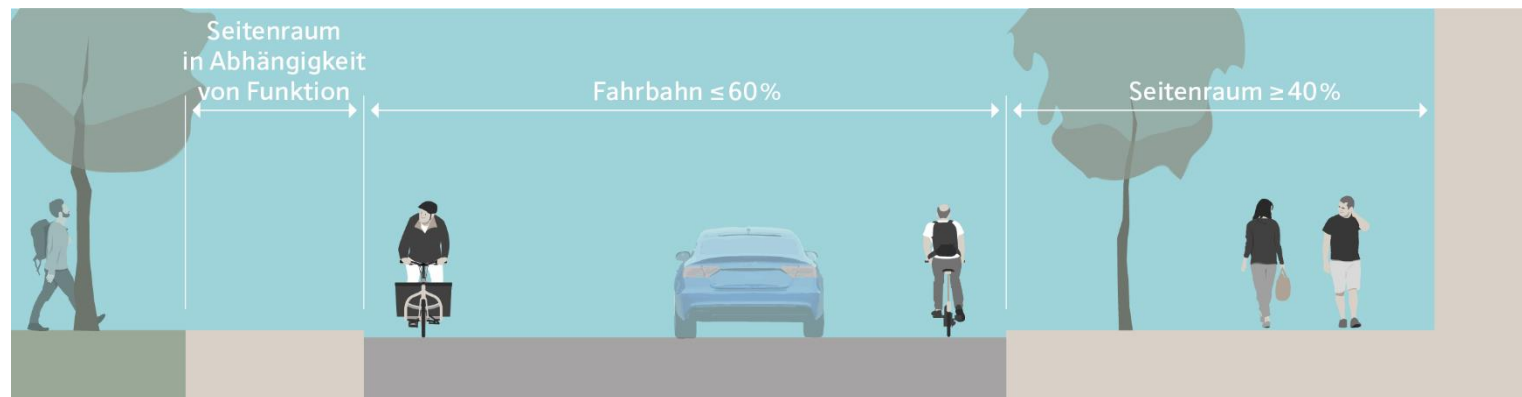 Seitenraum
in Abhängigkeit
von Funktion
Fahrbahn ≤ 60 %
Seitenraum ≥ 40 %